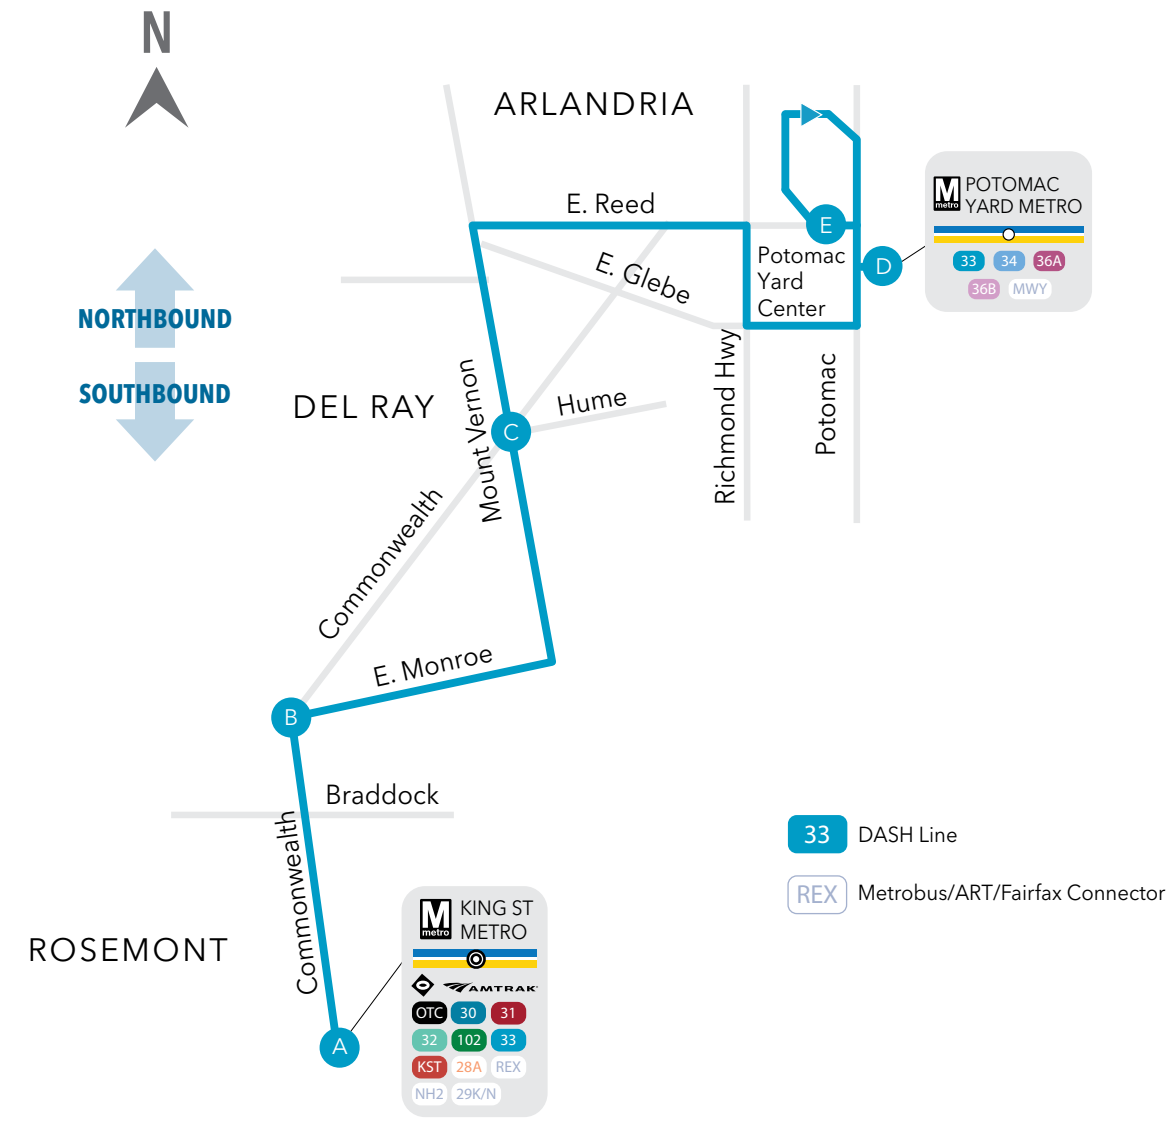 N
ARLANDRIA
E. Reed
E
POTOMAC
YARD METRO
M
metro
33
34
36A
36B
MWY
D
Potomac
Yard
Center
E. Glebe
NORTHBOUND
SOUTHBOUND
DEL RAY
Mount Vernon
Hume
C
Richmond Hwy
Potomac
Commonwealth
E. Monroe
B
Braddock
Commonwealth
33
DASH Line
REX
Metrobus/ART/Fairfax Connector
ROSEMONT
A
M
metro
KING ST
METRO
AMTRAK
OTC
30
31
32
102
33
KST
28A
REX
NH2
29K/N